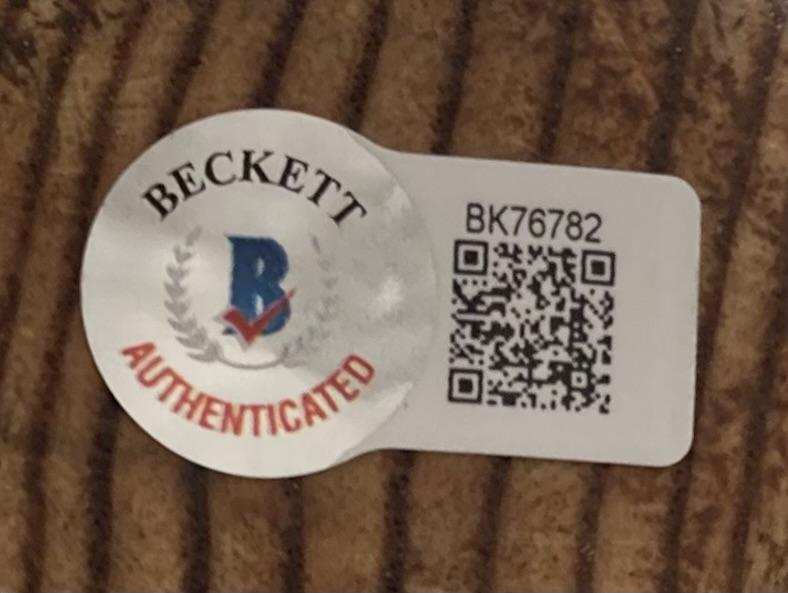 BECKETT
B
AUTHENTICATED
BK76782